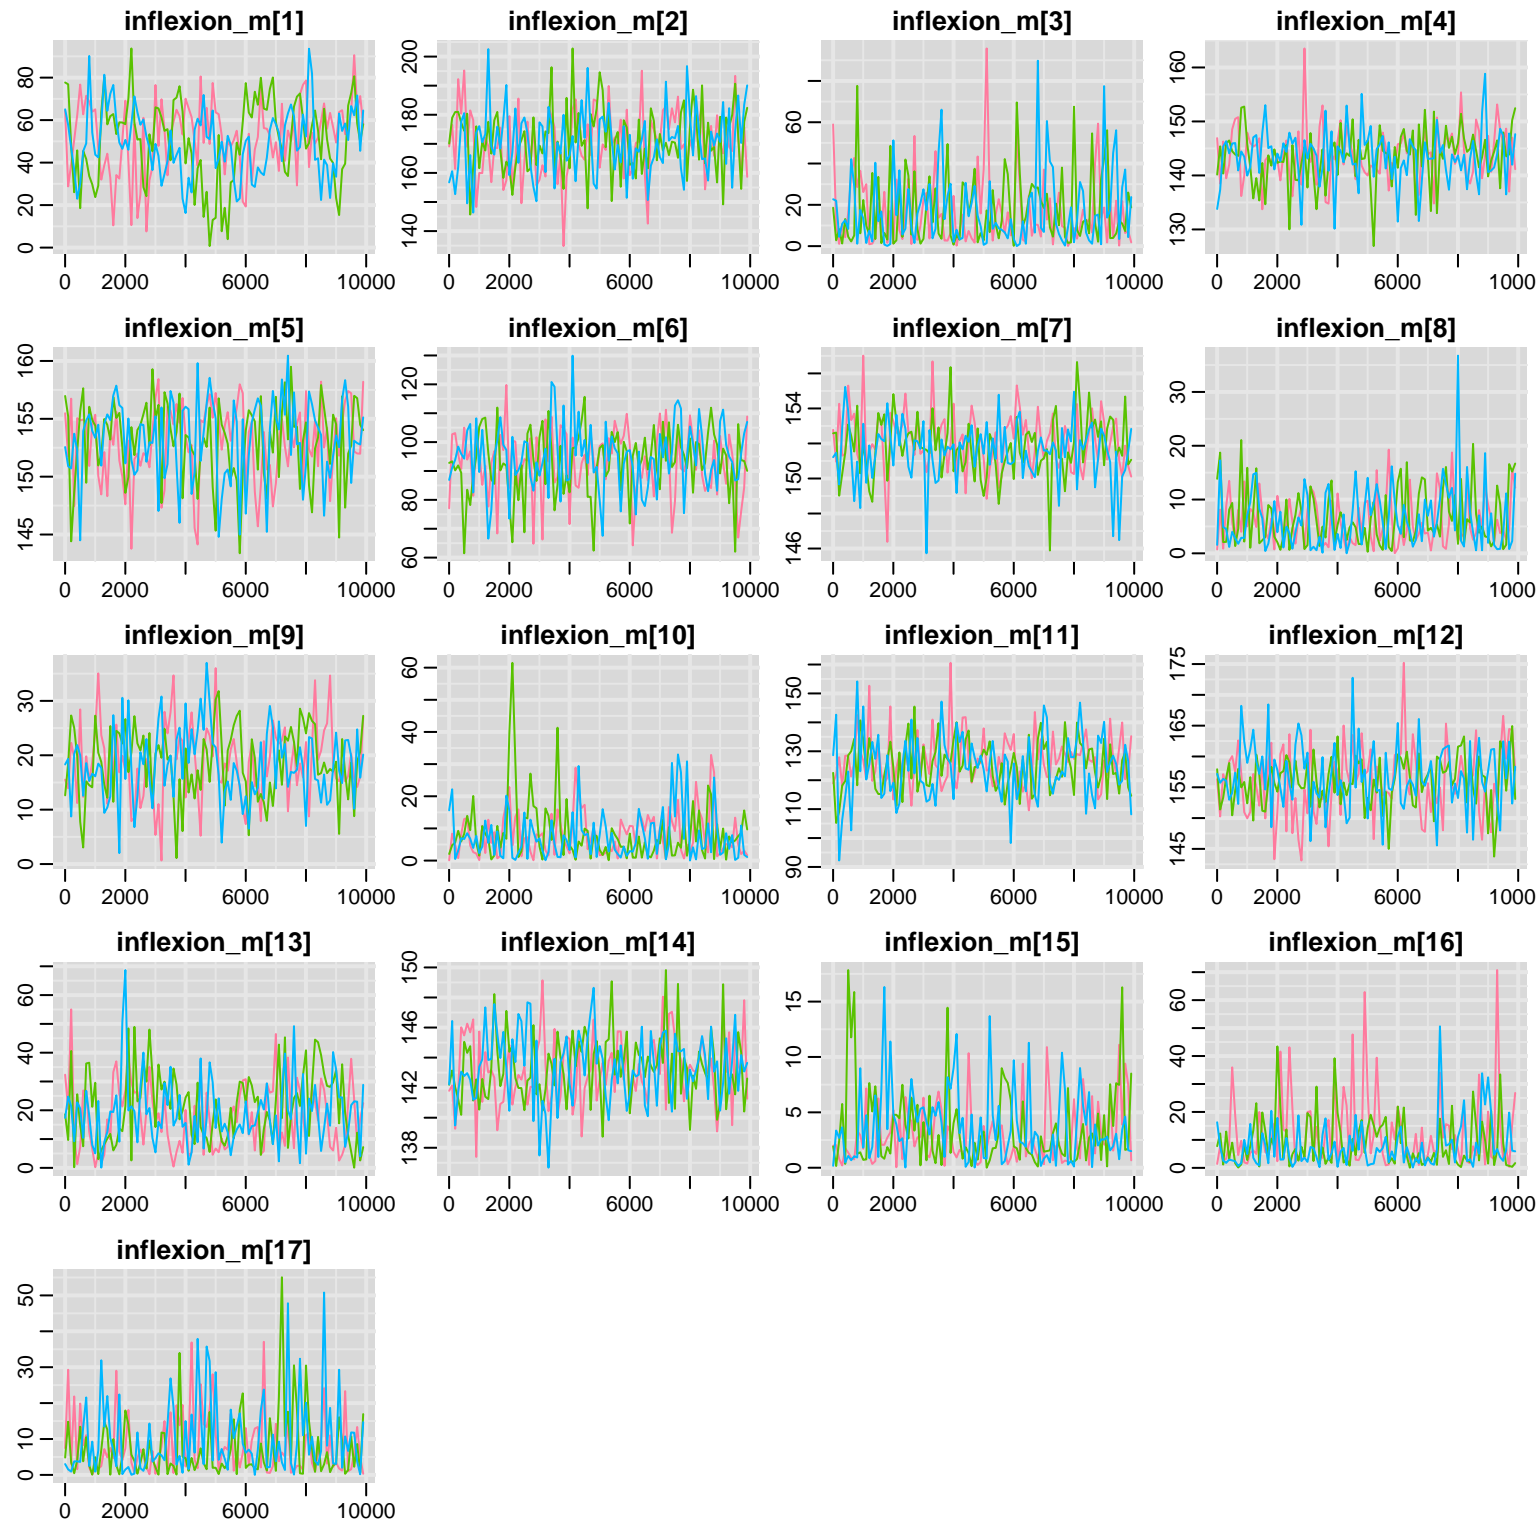 inflexion_m[1] inflexion_m[2] inflexion_m[3] inflexion_m[4]
80 60 40 20 0
200 180 160 140
60 20 0
160 150 140 130
0 2000 6000 10000 0 2000 6000 10000 0 2000 6000 10000 0 2000 6000 1000
inflexion_m[5] inflexion_m[6] inflexion_m[7] inflexion_m[8]
160 155 150 145
120 100 80 60
154 150 146
30 20 10 0
0 2000 6000 10000 0 2000 6000 10000 0 2000 6000 10000 0 2000 6000 1000
inflexion_m[9] inflexion_m[10] inflexion_m[11] inflexion_m[12]
30 20 10 0
60 40 20 0
150 130 110 90
175 165 155 145
0 2000 6000 10000 0 2000 6000 10000 0 2000 6000 10000 0 2000 6000 1000
inflexion_m[13] inflexion_m[14] inflexion_m[15] inflexion_m[16]
60 40 20 0
150 146 142 138
15 10 5 0
60 40 20 0
0 2000 6000 10000 0 2000 6000 10000 0 2000 6000 10000 0 2000 6000 1000
inflexion_m[17]
50 30 10 0
0 2000 6000 10000